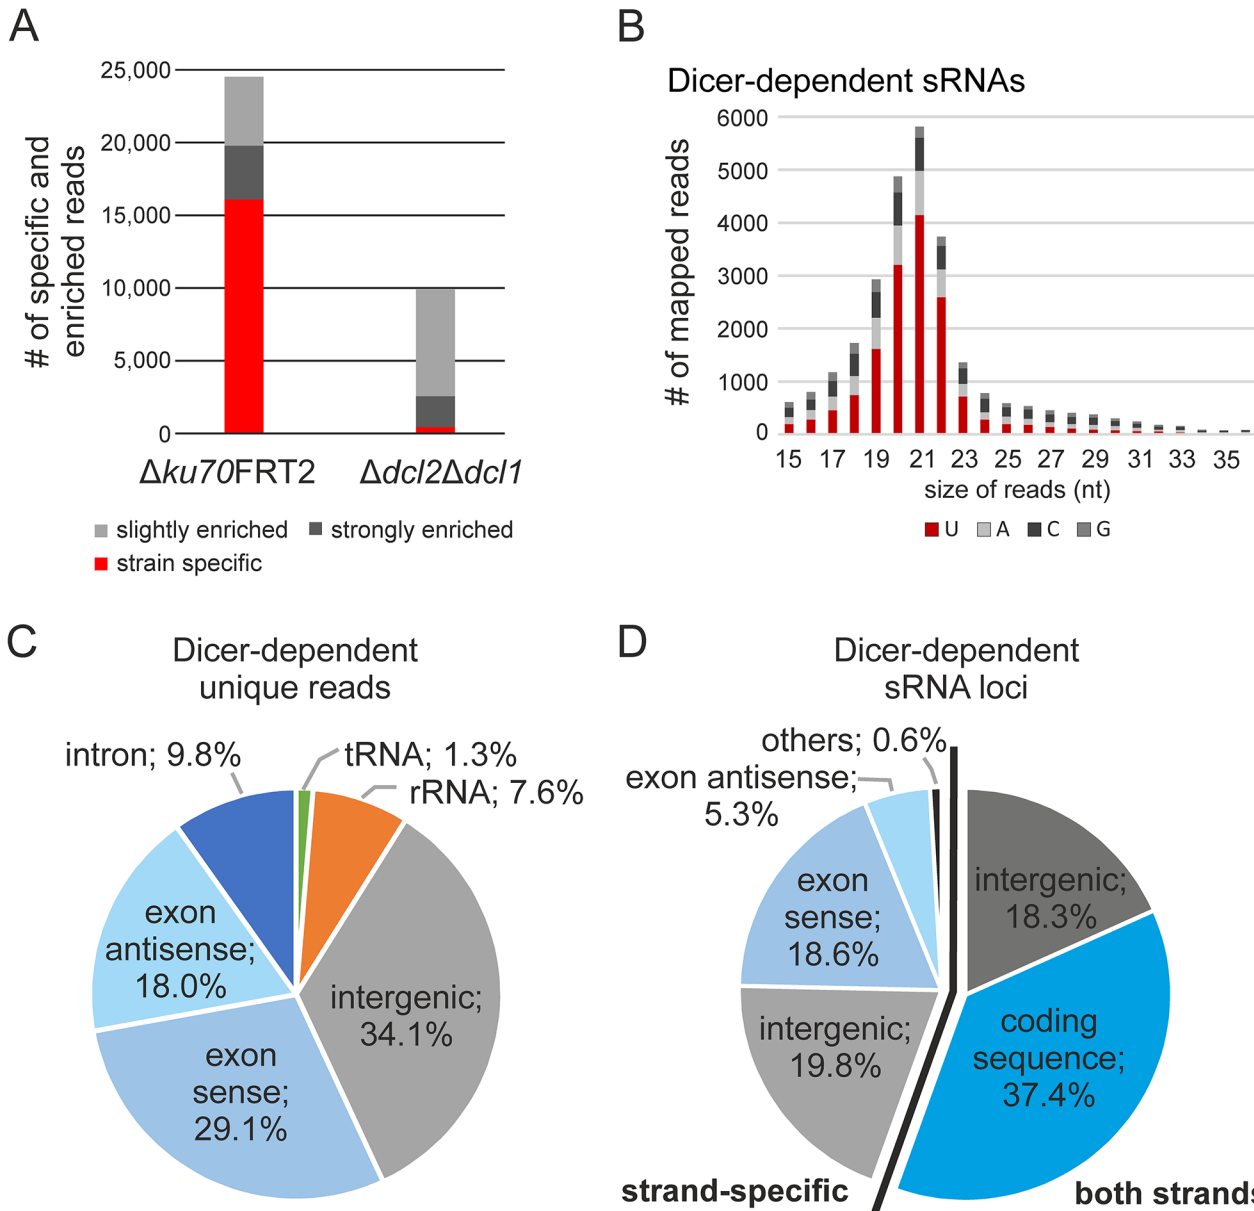 A
25,000
20,000
15,000
10,000
5,000
0
# of specific and
enriched reads
Δku70FRT2
Δdcl2Δdcl1
slightly enriched
strongly enriched
strain specific
B
Dicer-dependent sRNAs
6000
5000
4000
3000
2000
1000
0
# of mapped reads
15 17 19 21 23 25 27 29 31 33 35
size of reads (nt)
U A C G
C
Dicer-dependent
unique reads
intron; 9.8%
tRNA; 1.3%
rRNA; 7.6%
exon
antisense;
18.0%
intergenic;
34.1%
exon
sense;
29.1%
D
Dicer-dependent
sRNA loci
others; 0.6%
exon antisense;
5.3%
exon
sense;
18.6%
intergenic;
18.3%
intergenic;
19.8%
coding
sequence;
37.4%
strand-specific
both strands